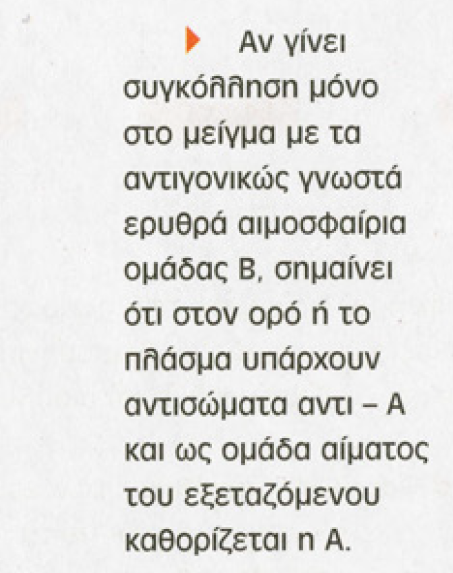 Αν γίνει
συγκόλληση μόνο
στο μείγμα με τα
αντιγονικώς γνωστά
ερυθρά αιμοσφαίρια
ομάδας Β, σημαίνει
ότι στον ορό ή το
πλάσμα υπάρχουν
αντισώματα αντι – Α
και ως ομάδα αίματος
του εξεταζόμενου
καθορίζεται η Α.